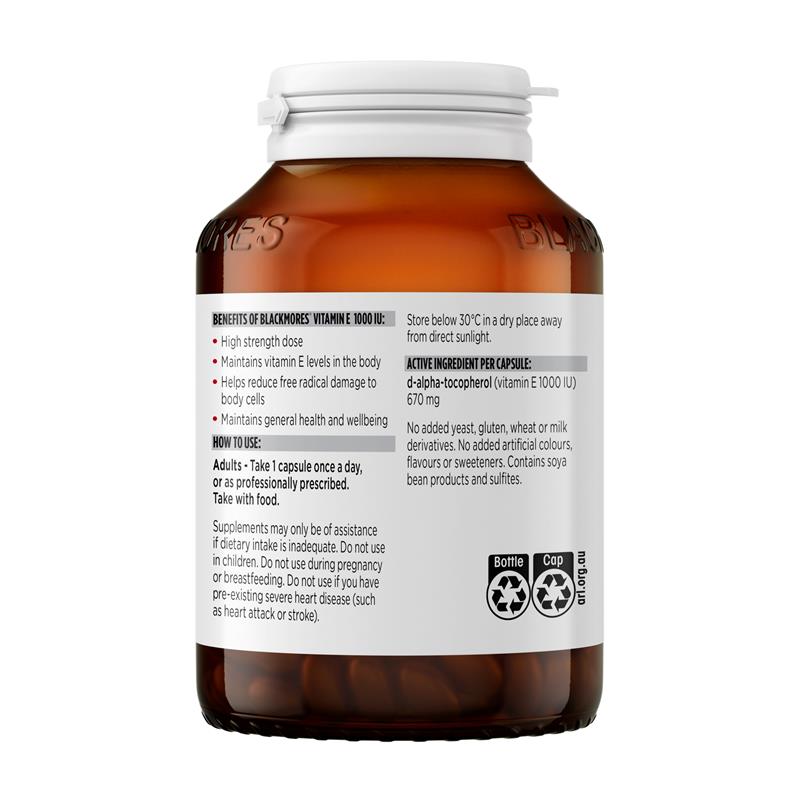 ORES BLAC
BENEFITS OF BLACKMORES® VITAMIN E 1000 IU:
• High strength dose
• Maintains vitamin E levels in the body
• Helps reduce free radical damage to
body cells
• Maintains general health and wellbeing
HOW TO USE:
Adults - Take 1 capsule once a day,
or as professionally prescribed.
Take with food.
Supplements may only be of assistance
if dietary intake is inadequate. Do not use
in children. Do not use during pregnancy
or breastfeeding. Do not use if you have
pre-existing severe heart disease (such
as heart attack or stroke).
Store below 30°C in a dry place away
from direct sunlight.
ACTIVE INGREDIENT PER CAPSULE:
d-alpha-tocopherol (vitamin E 1000 IU)
670 mg
No added yeast, gluten, wheat or milk
derivatives. No added artificial colours,
flavours or sweeteners. Contains soya
bean products and sulfites.
Bottle Cap
arl.org.au